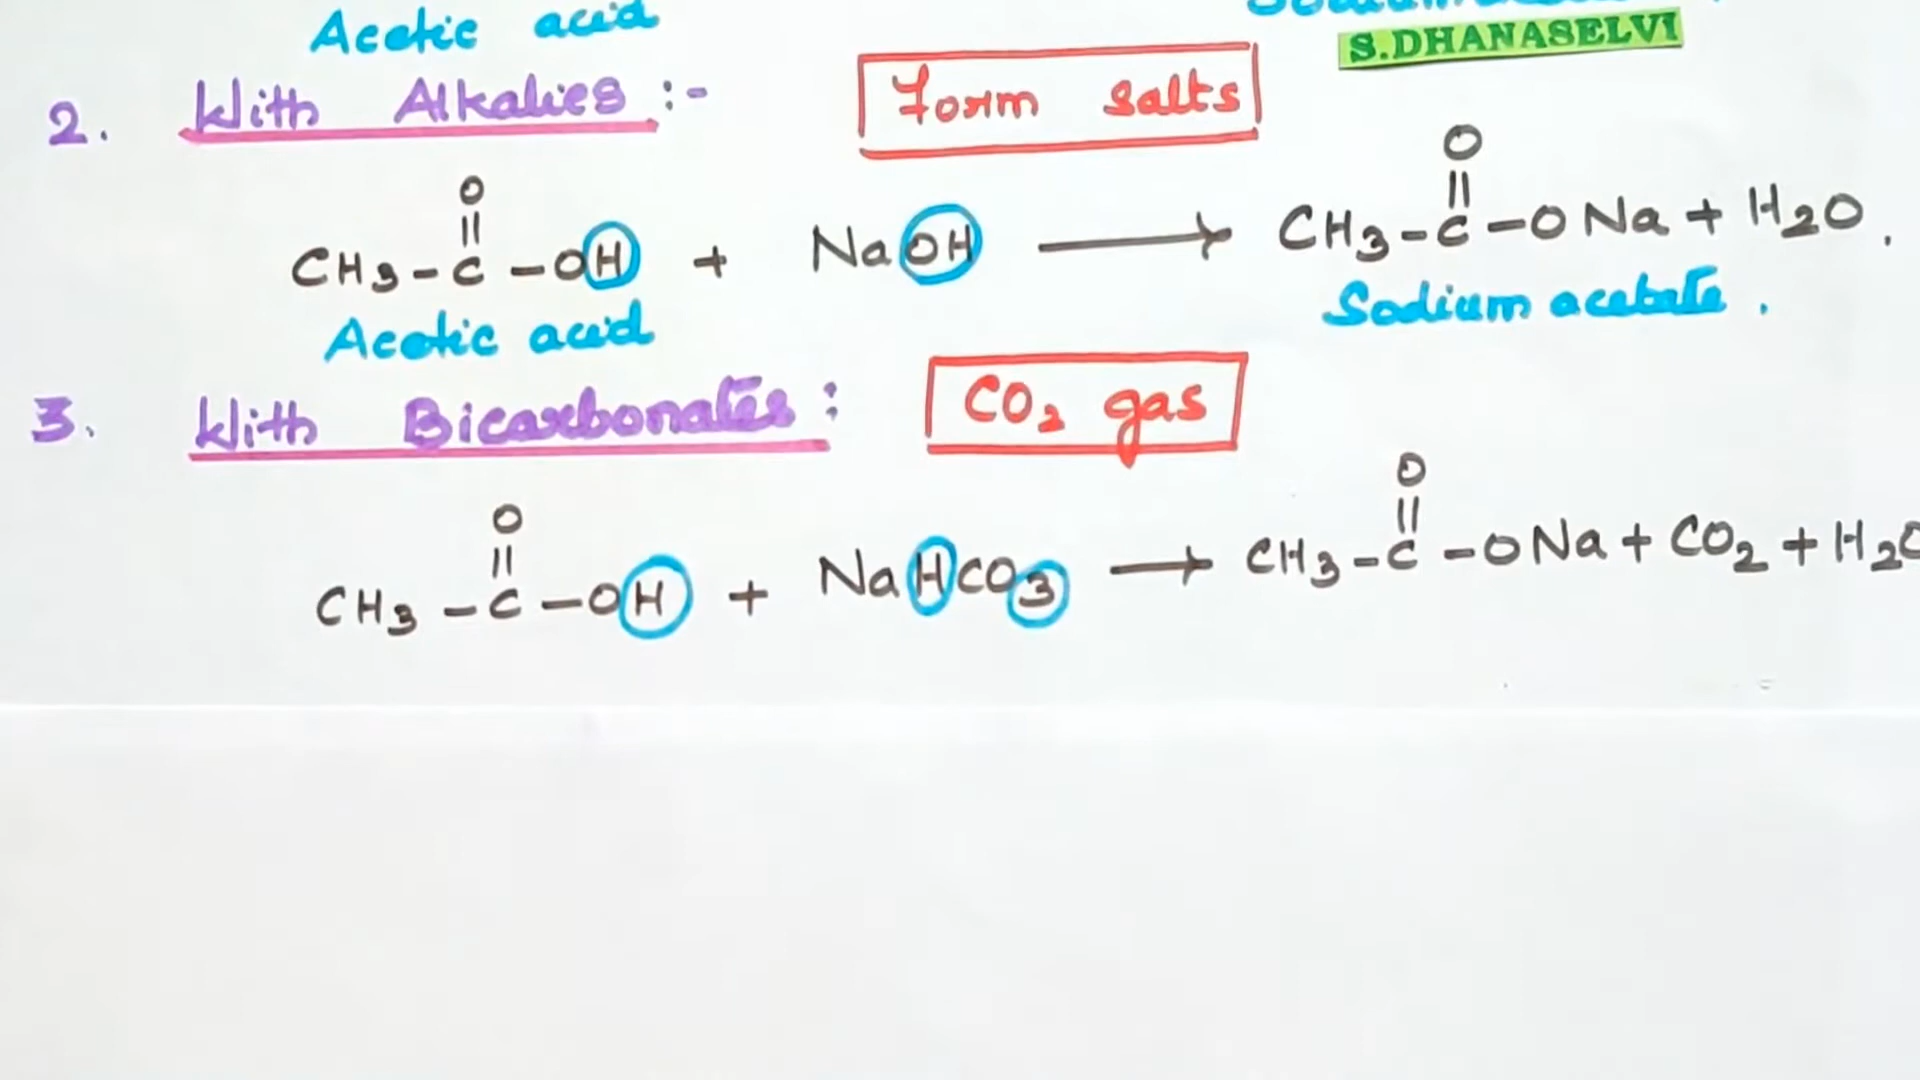 Acetic acid
S.DHANASELVI
2. With Alkalies :- Form salts
O O
|| ||
CH3-C-OH + NaOH → CH3-C-ONa + H2O.
Acetic acid Sodium acetate.
3. With Bicarbonates: CO2 gas
O O
|| ||
CH3-C-OH + NaHCO3 → CH3-C-ONa + CO2 + H2O